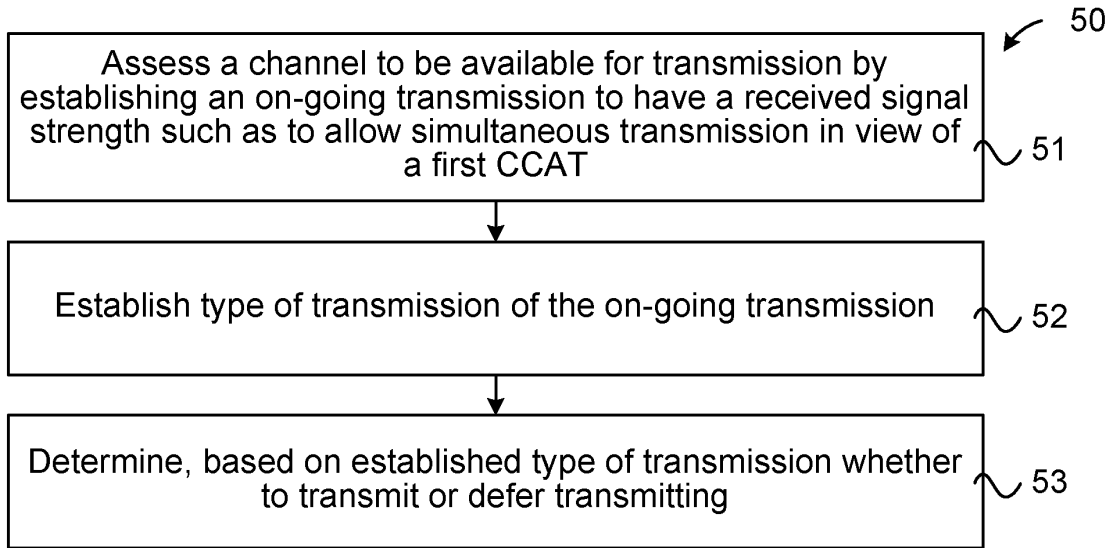 50
Assess a channel to be available for transmission by
establishing an on-going transmission to have a received signal
strength such as to allow simultaneous transmission in view of
a first CCAT
51
Establish type of transmission of the on-going transmission
52
Determine, based on established type of transmission whether
to transmit or defer transmitting
53